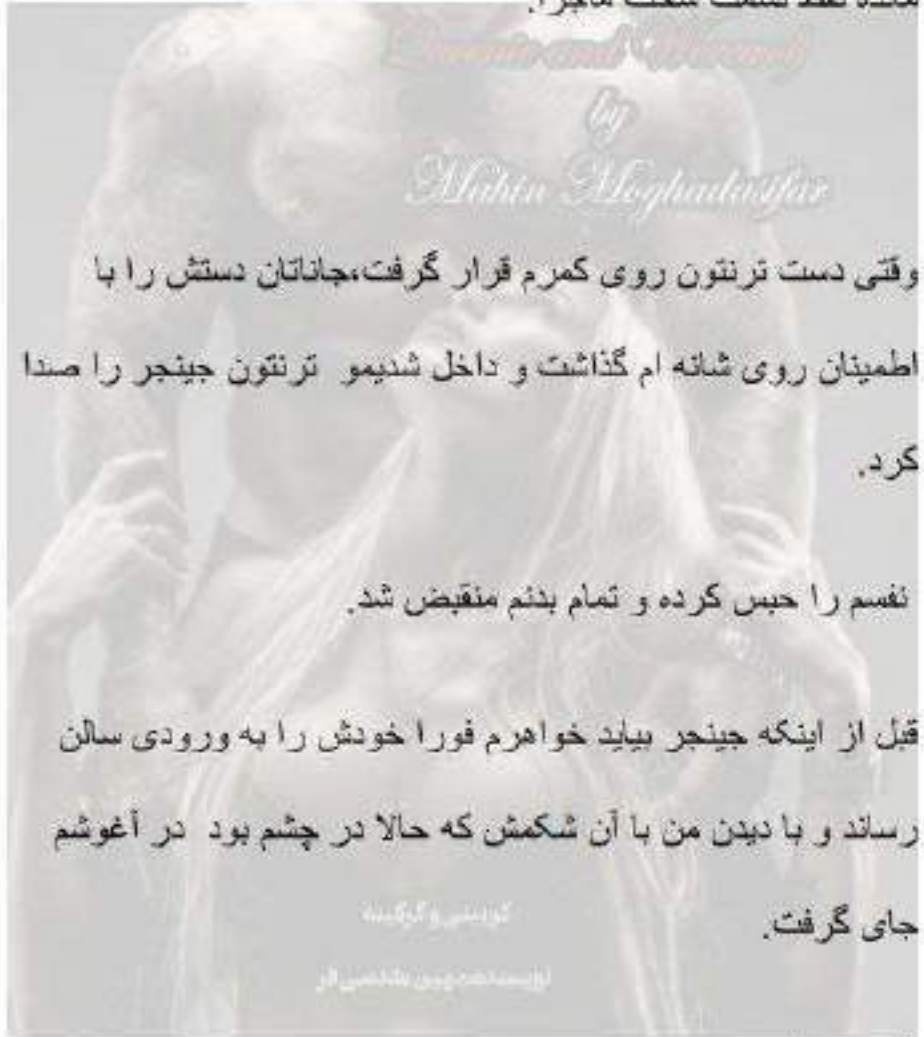 by
Mahin Moghadasifar
وقتی دست ترنتون روی کمرم قرار گرفت،جاناتان دستش را با
اطمینان روی شانه ام گذاشت و داخل شدیمو ترنتون جینجر را صدا
کرد.
نفسم را حبس کرده و تمام بدنم منقبض شد.
قبل از اینکه جینجر بیاید خواهرم فورا خودش را به ورودی سالن
رساند و با دیدن من با آن شکمش که حالا در چشم بود در آغوشم
جای گرفت.